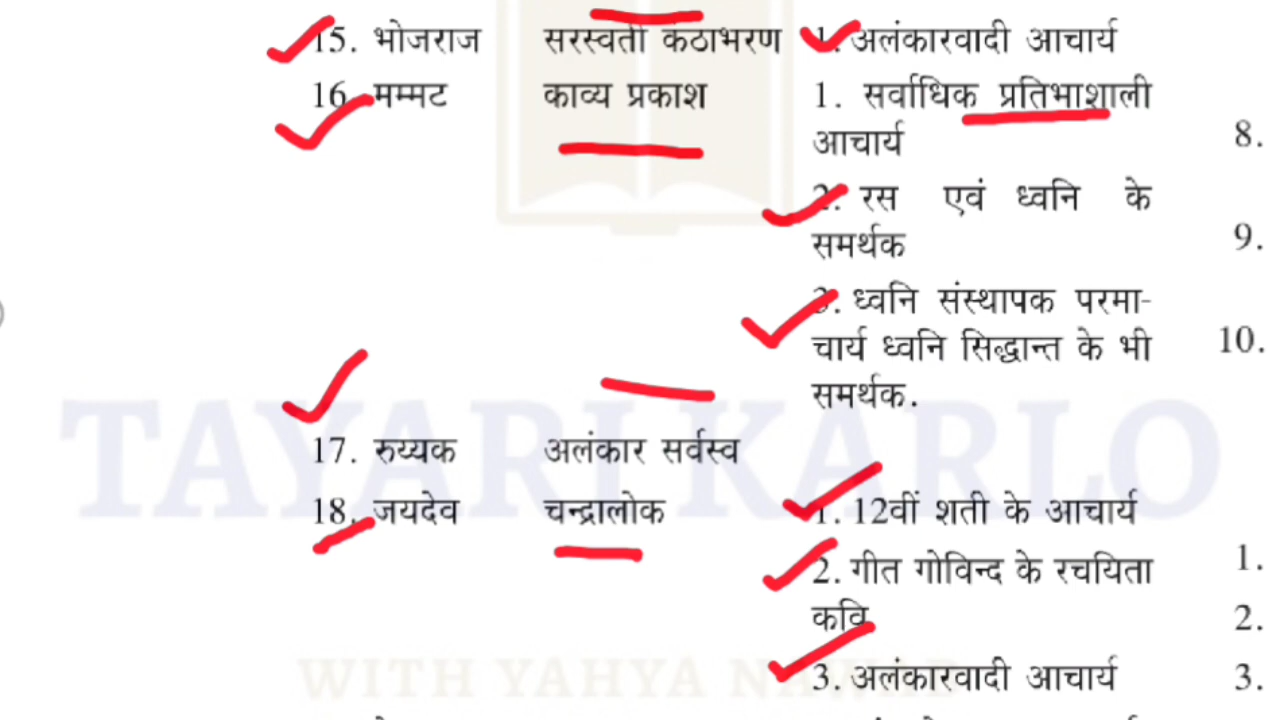 15. भोजराज सरस्वती कंठाभरण 1. अलंकारवादी आचार्य
16. मम्मट काव्य प्रकाश 1. सर्वाधिक प्रतिभाशाली
आचार्य 8.
2. रस एवं ध्वनि के
समर्थक 9.
3. ध्वनि संस्थापक परमा-
चार्य ध्वनि सिद्धान्त के भी 10.
समर्थक.
TAYARI KARLO
17. रुय्यक अलंकार सर्वस्व
18. जयदेव चन्द्रालोक 1. 12वीं शती के आचार्य
2. गीत गोविन्द के रचयिता 1.
कवि 2.
3. अलंकारवादी आचार्य 3.
WITH YAHYA